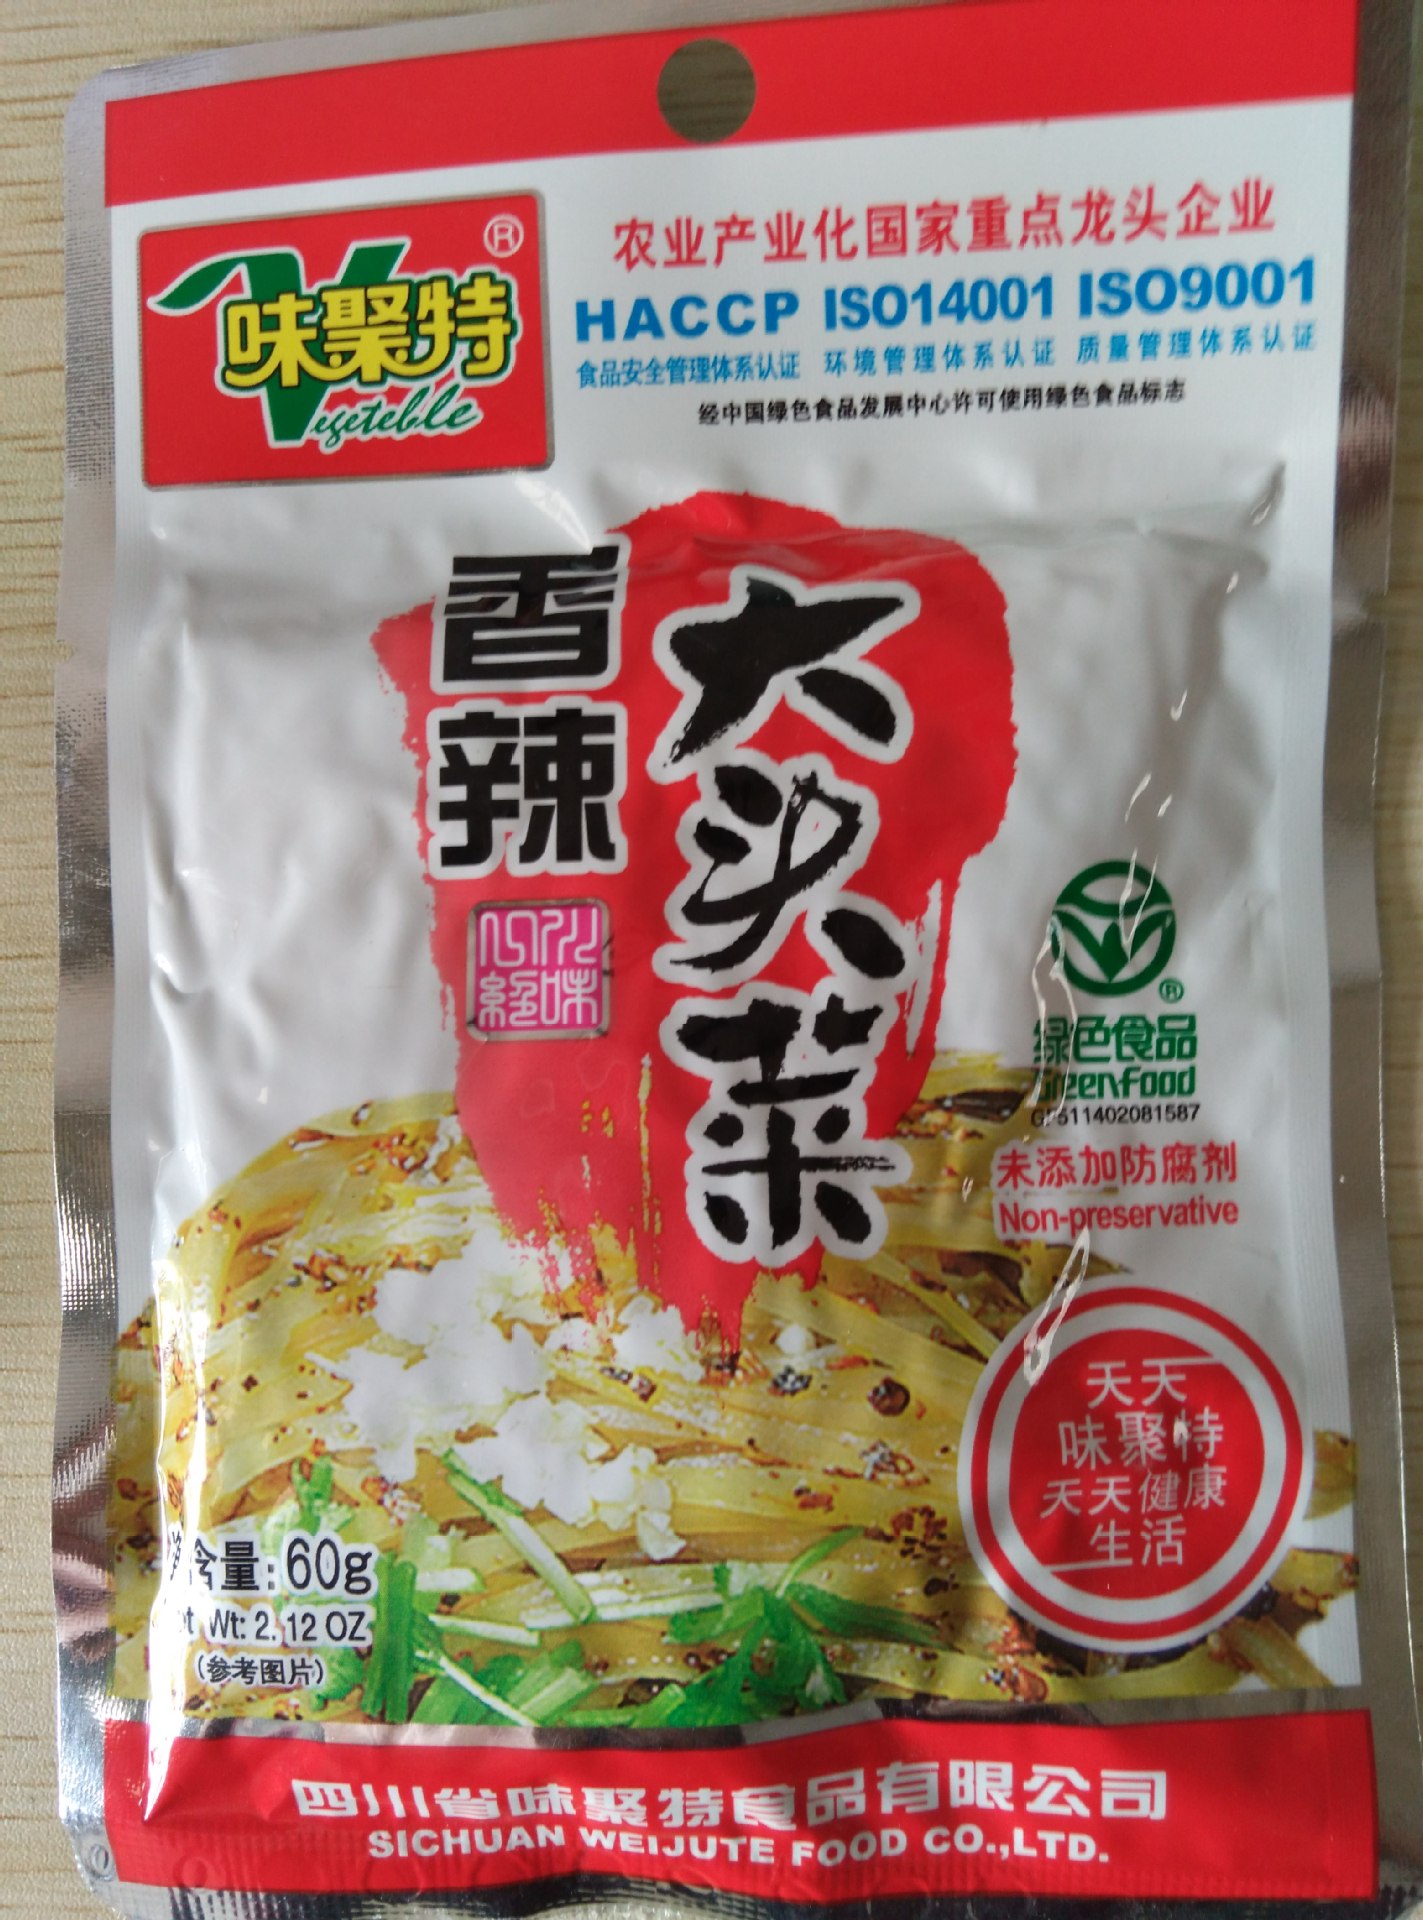 味聚特®
Vegeteble
农业产业化国家重点龙头企业
HACCP ISO14001 ISO9001
食品安全管理体系认证 环境管理体系认证 质量管理体系认证
经中国绿色食品发展中心许可使用绿色食品标志
香辣
大头菜
川味
四绝
®
绿色食品
Greenfood
511402081587
未添加防腐剂
Non-preservative
天天
味聚特
天天健康
生活
净含量:60g
Wt: 2.12 OZ
(参考图片)
四川省味聚特食品有限公司
SICHUAN WEIJUTE FOOD CO.,LTD.